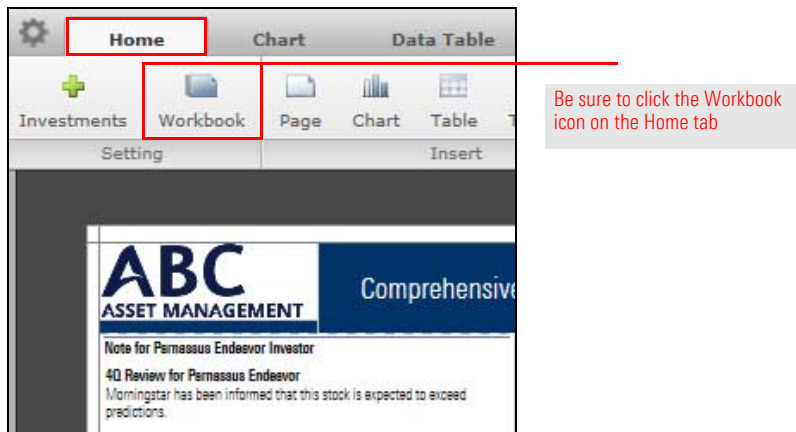 Home Chart Data Table
Investments Workbook Page Chart Table
Setting Insert
Be sure to click the Workbook
icon on the Home tab
ABC
ASSET MANAGEMENT
Comprehensive
Note for Parnassus Endeavor Investor
4Q Review for Parnassus Endeavor
Morningstar has been informed that this stock is expected to exceed
predictions.